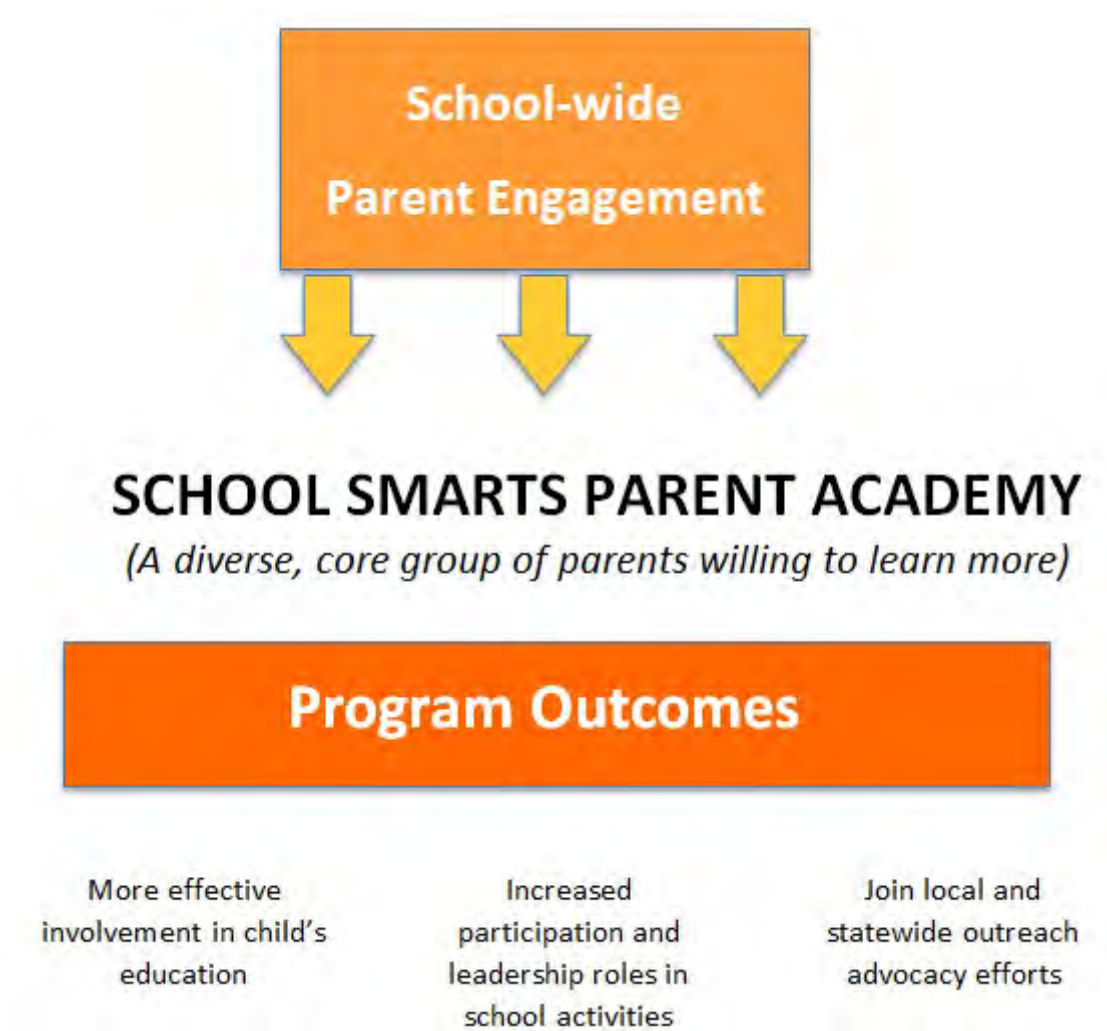 School-wide
Parent Engagement
SCHOOL SMARTS PARENT ACADEMY
(A diverse, core group of parents willing to learn more)
Program Outcomes
More effective
involvement in child's
education
Increased
participation and
leadership roles in
school activities
Join local and
statewide outreach
advocacy efforts